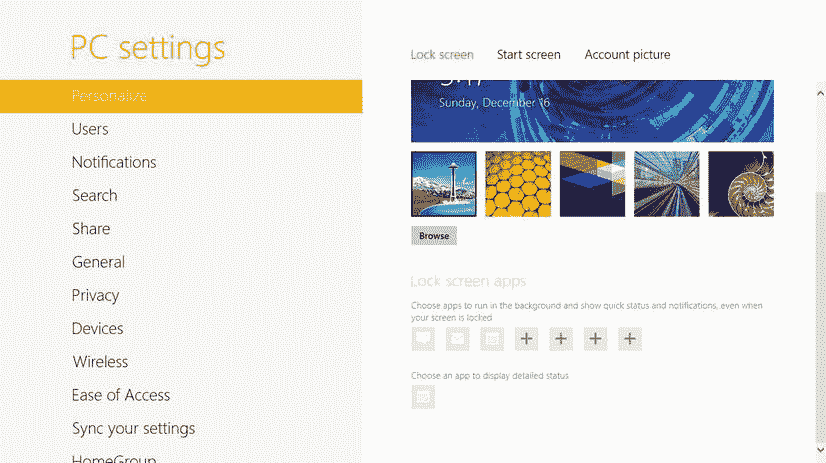 PC settings
Personalize
Users
Notifications
Search
Share
General
Privacy
Devices
Wireless
Ease of Access
Sync your settings
HomeGroup
Lock screen Start screen Account picture
Sunday, December 16
Browse
Lock screen apps
Choose apps to run in the background and show quick status and notifications, even when
your screen is locked
Choose an app to display detailed status